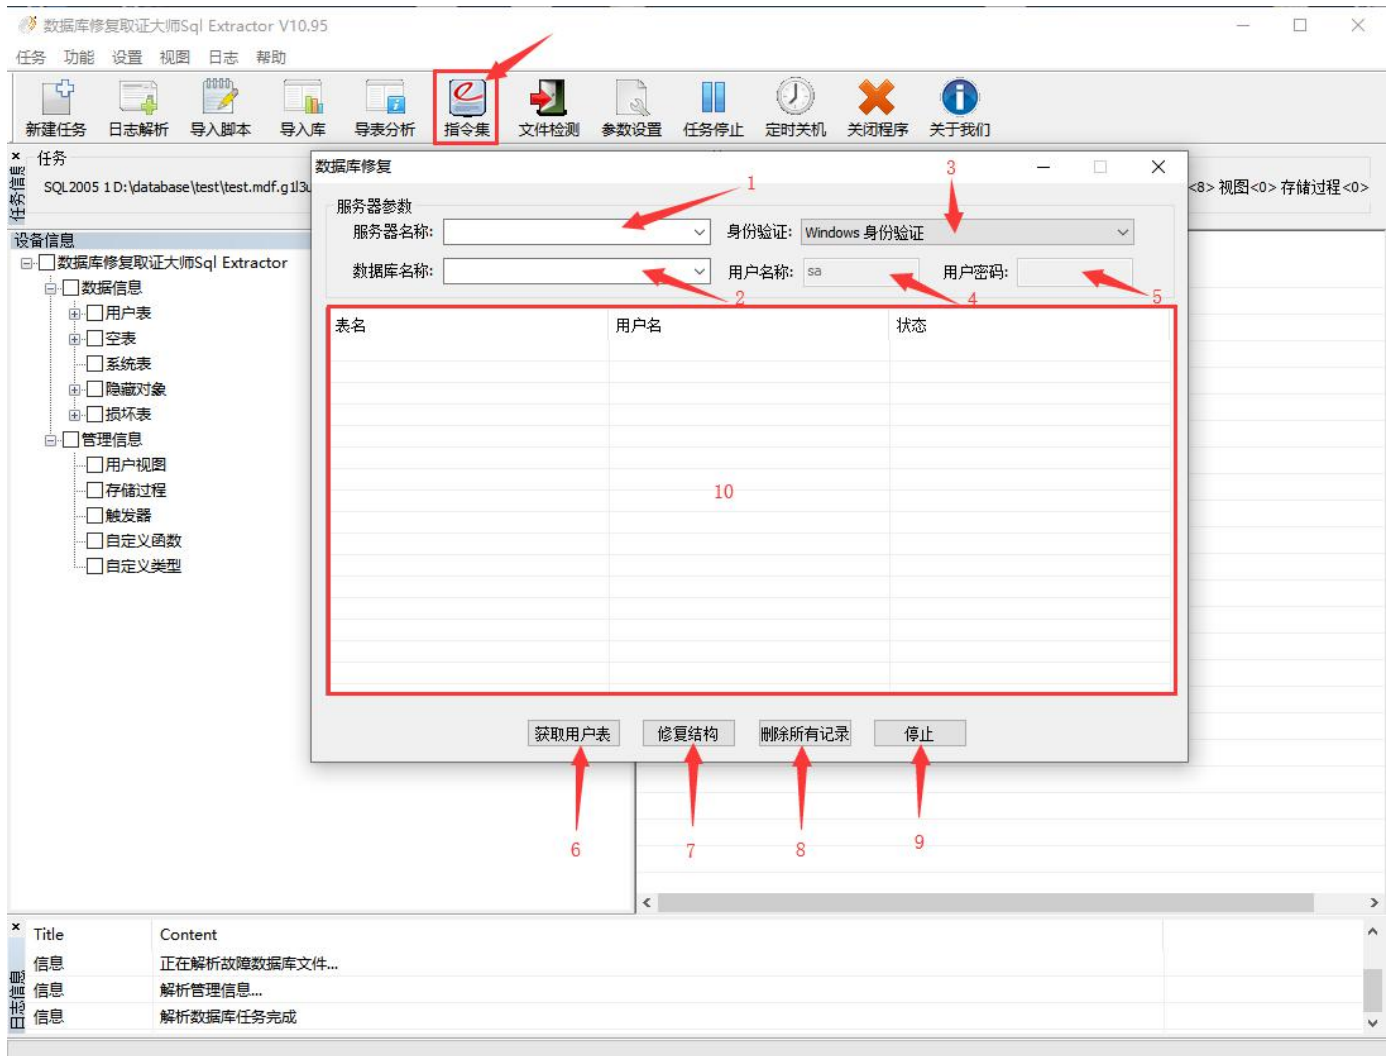 数据库修复取证大师Sql Extractor V10.95
任务 功能 设置 视图 日志 帮助
新建任务 日志解析 导入脚本 导入库 导表分析 指令集 文件检测 参数设置 任务停止 定时关机 关闭程序 关于我们
任务信息
任务
SQL2005 1 D:\database\test\test.mdf.g1l3
<8> 视图<0> 存储过程<0>
设备信息
数据库修复取证大师Sql Extractor
数据信息
用户表
空表
系统表
隐藏对象
损坏表
管理信息
用户视图
存储过程
触发器
自定义函数
自定义类型
数据库修复
3
服务器参数
1
服务器名称: 身份验证: Windows 身份验证
数据库名称: 用户名称: sa 用户密码:
2 4 5
表名 用户名 状态
10
获取用户表 修复结构 删除所有记录 停止
6 7 8 9
日志信息
Title Content
信息 正在解析故障数据库文件...
信息 解析管理信息...
信息 解析数据库任务完成